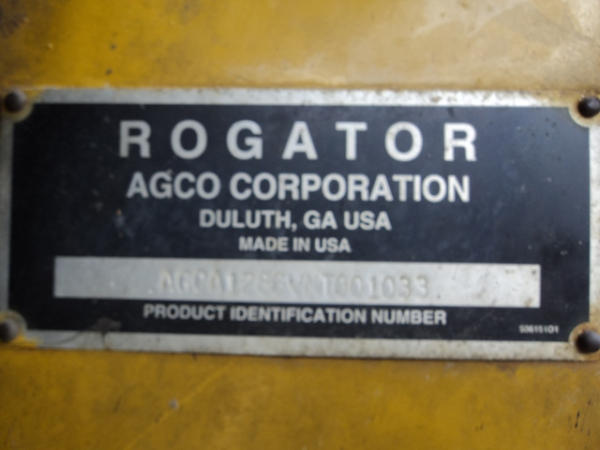 ROGATOR
AGCO CORPORATION
DULUTH, GA USA
MADE IN USA
PRODUCT IDENTIFICATION NUMBER